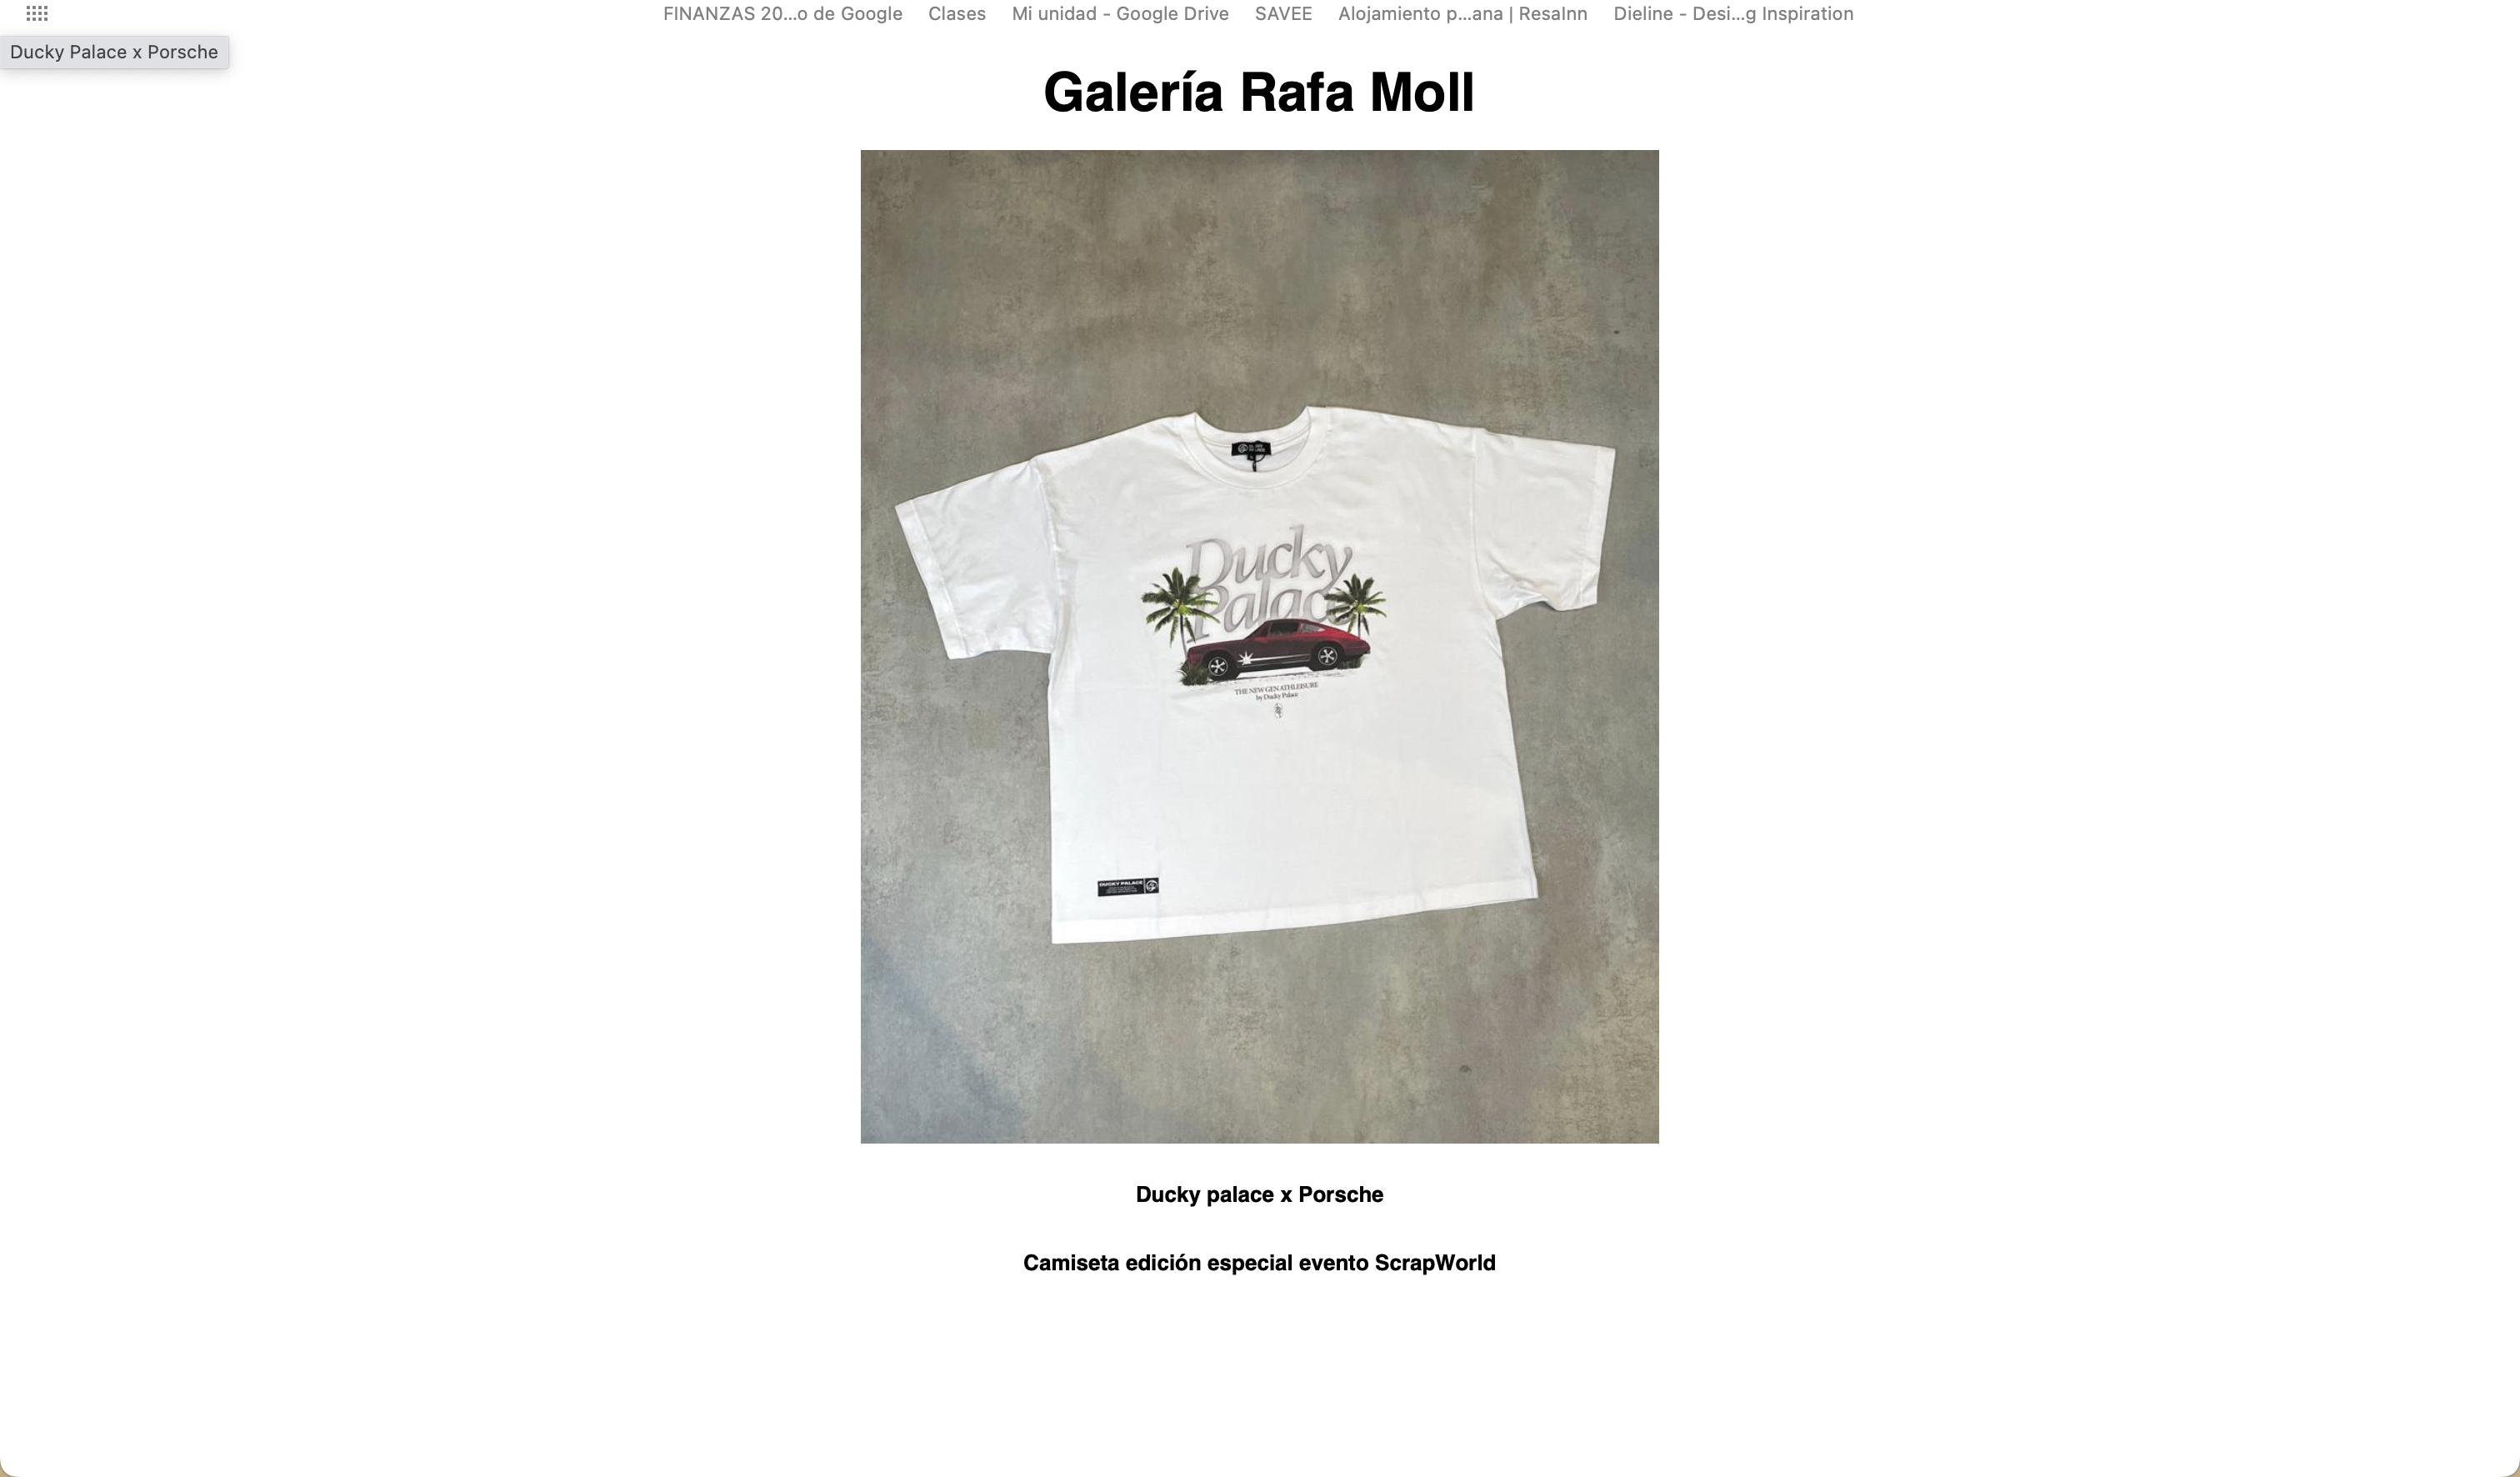 FINANZAS 20...o de Google Clases Mi unidad - Google Drive SAVEE Alojamiento p...ana | ResaInn Dieline - Desi...g Inspiration
Ducky Palace x Porsche
Galería Rafa Moll
Ducky
Palace
THE NEW GEN ATHLEISURE
by Ducky Palace
DUCKY PALACE
Ducky palace x Porsche
Camiseta edición especial evento ScrapWorld